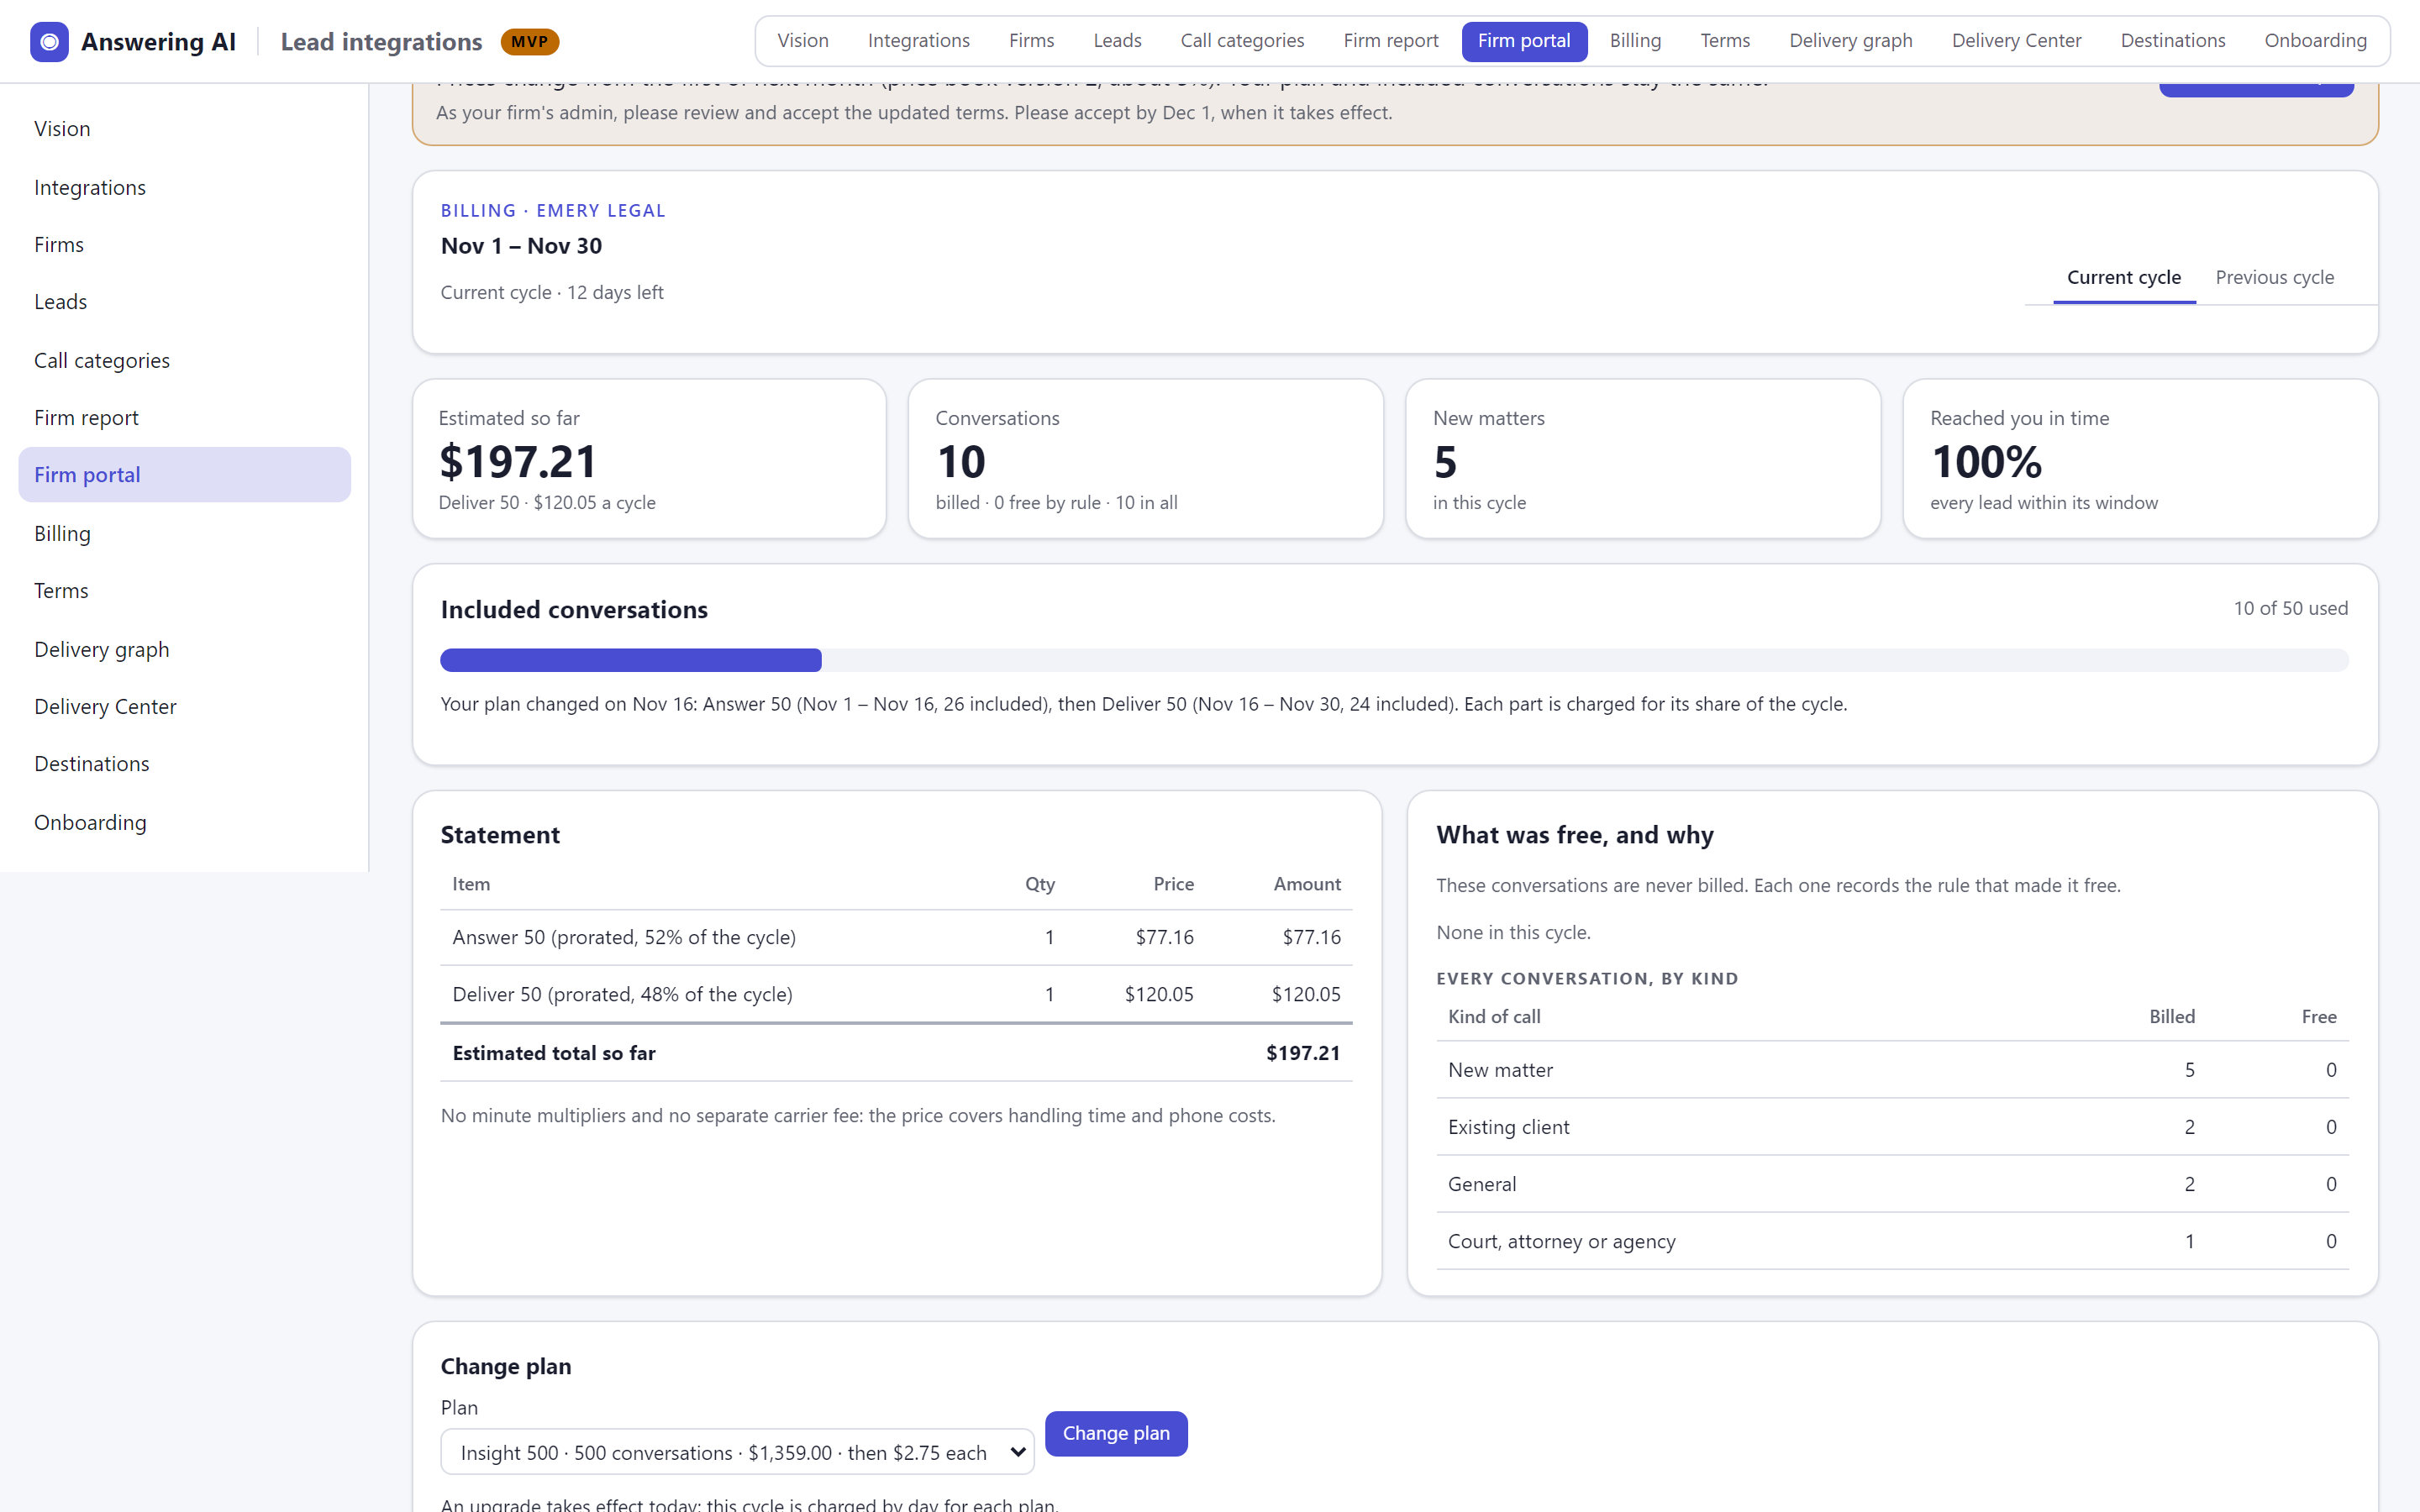 Answering AI
Lead integrations
MVP
Vision
Integrations
Firms
Leads
Call categories
Firm report
Firm portal
Billing
Terms
Delivery graph
Delivery Center
Destinations
Onboarding
Vision
Integrations
Firms
Leads
Call categories
Firm report
Firm portal
Billing
Terms
Delivery graph
Delivery Center
Destinations
Onboarding
As your firm's admin, please review and accept the updated terms. Please accept by Dec 1, when it takes effect.
BILLING · EMERY LEGAL
Nov 1 – Nov 30
Current cycle · 12 days left
Current cycle
Previous cycle
Estimated so far
$197.21
Deliver 50 · $120.05 a cycle
Conversations
10
billed · 0 free by rule · 10 in all
New matters
5
in this cycle
Reached you in time
100%
every lead within its window
Included conversations
10 of 50 used
Your plan changed on Nov 16: Answer 50 (Nov 1 – Nov 16, 26 included), then Deliver 50 (Nov 16 – Nov 30, 24 included). Each part is charged for its share of the cycle.
Statement
Item Qty Price Amount
Answer 50 (prorated, 52% of the cycle) 1 $77.16 $77.16
Deliver 50 (prorated, 48% of the cycle) 1 $120.05 $120.05
Estimated total so far $197.21
No minute multipliers and no separate carrier fee: the price covers handling time and phone costs.
What was free, and why
These conversations are never billed. Each one records the rule that made it free.
None in this cycle.
EVERY CONVERSATION, BY KIND
Kind of call Billed Free
New matter 5 0
Existing client 2 0
General 2 0
Court, attorney or agency 1 0
Change plan
Plan
Insight 500 · 500 conversations · $1,359.00 · then $2.75 each
Change plan
An upgrade takes effect today: this cycle is charged by day for each plan.